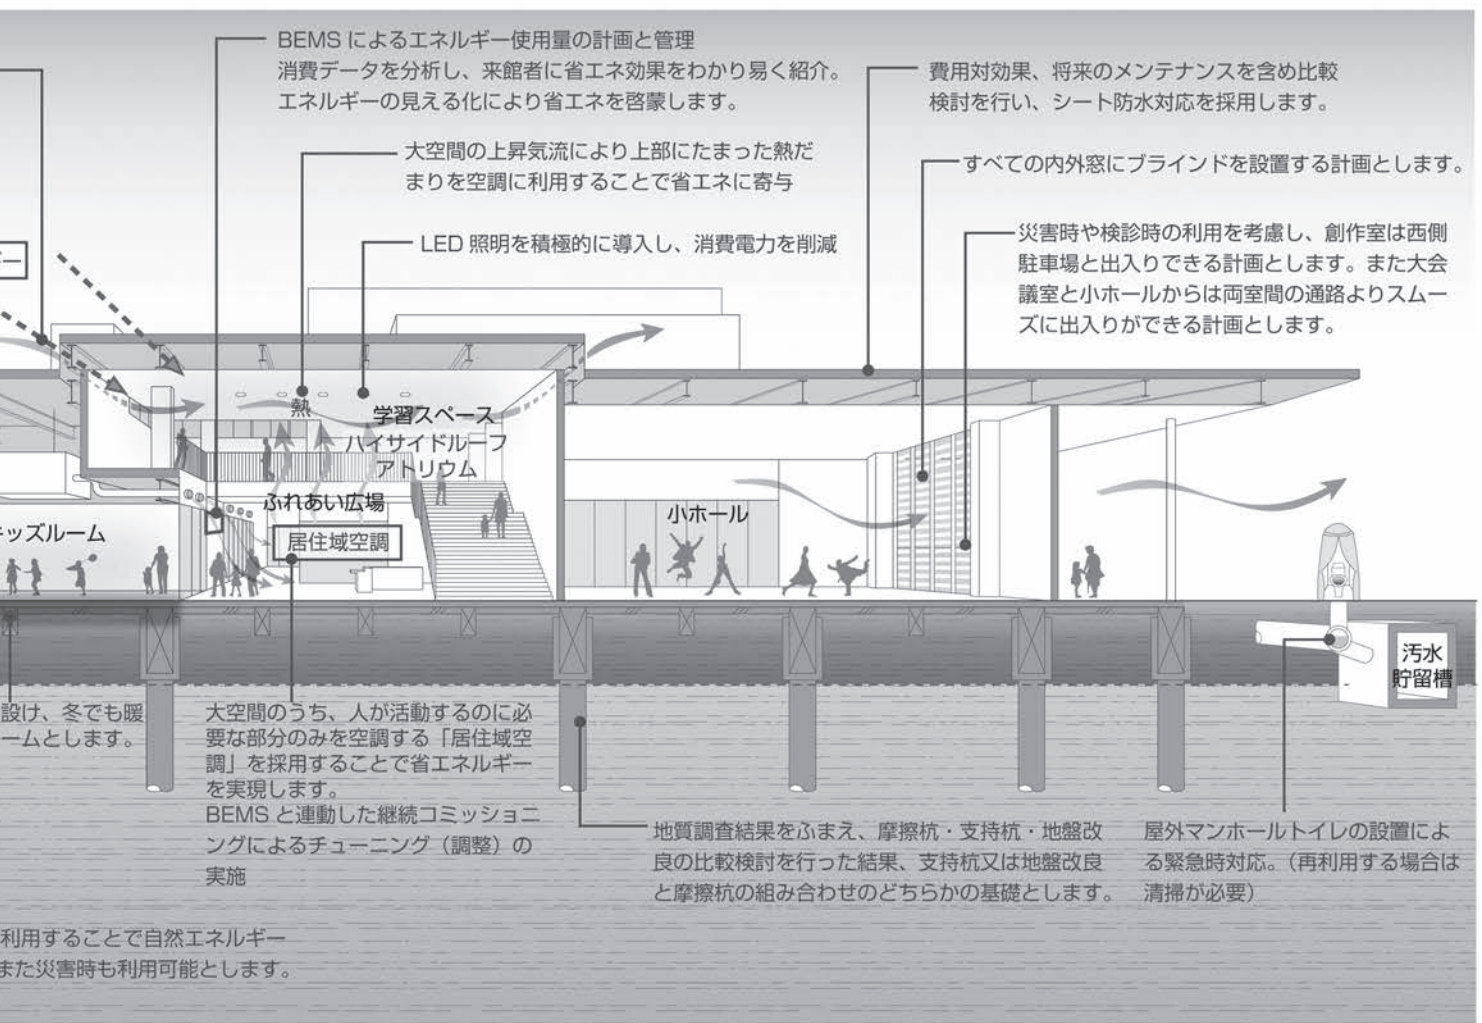 BEMS によるエネルギー使用量の計画と管理
消費データを分析し、来館者に省エネ効果をわかり易く紹介。
エネルギーの見える化により省エネを啓蒙します。
費用対効果、将来のメンテナンスを含め比較
検討を行い、シート防水対応を採用します。
大空間の上昇気流により上部にたまった熱だ
まりを空調に利用することで省エネに寄与
すべての内外窓にブラインドを設置する計画とします。
LED 照明を積極的に導入し、消費電力を削減
災害時や検診時の利用を考慮し、創作室は西側
駐車場と出入りできる計画とします。また大会
議室と小ホールからは両室間の通路よりスムー
ズに出入りができる計画とします。
ー
熱
学習スペース
ハイサイドルーフ
アトリウム
ふれあい広場
居住域空調
キッズルーム
小ホール
汚水
貯留槽
設け、冬でも暖
ームとします。
大空間のうち、人が活動するのに必
要な部分のみを空調する「居住域空
調」を採用することで省エネルギー
を実現します。
BEMS と連動した継続コミッショニ
ングによるチューニング（調整）の
実施
地質調査結果をふまえ、摩擦杭・支持杭・地盤改
良の比較検討を行った結果、支持杭又は地盤改良
と摩擦杭の組み合わせのどちらかの基礎とします。
屋外マンホールトイレの設置によ
る緊急時対応。（再利用する場合は
清掃が必要）
利用することで自然エネルギー
また災害時も利用可能とします。